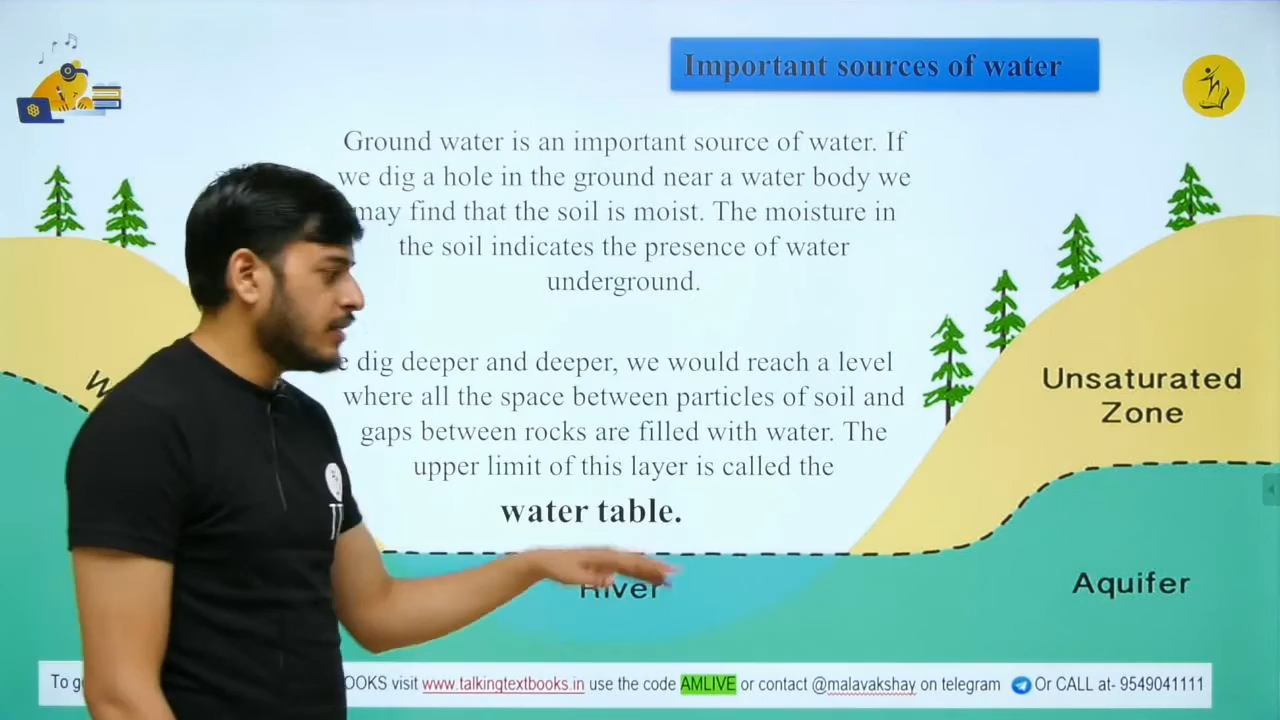 Important sources of water
Ground water is an important source of water. If
we dig a hole in the ground near a water body we
may find that the soil is moist. The moisture in
the soil indicates the presence of water
underground.
dig deeper and deeper, we would reach a level
where all the space between particles of soil and
gaps between rocks are filled with water. The
upper limit of this layer is called the
water table.
Unsaturated
Zone
River
Aquifer
To visit www.talkingtextbooks.in use the code AMLIVE or contact @malavakshay on telegram Or CALL at- 9549041111